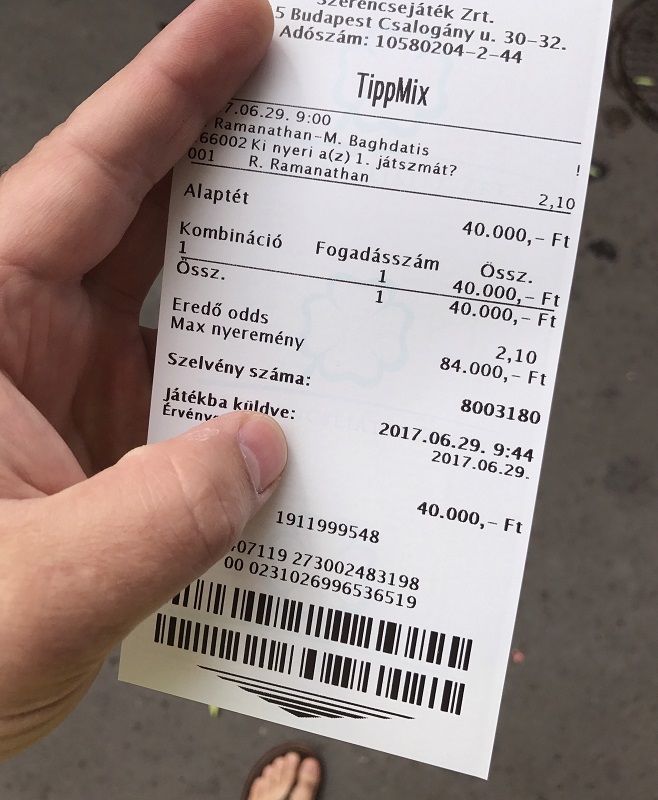 Szerencsejáték Zrt.
5 Budapest Csalogány u. 30-32.
Adószám: 10580204-2-44
TippMix
7.06.29. 9:00
Ramanathan-M. Baghdatis !
66002 Ki nyeri a(z) 1. játszmát?
001 R. Ramanathan 2,10
Alaptét 40.000,- Ft
Kombináció Fogadásszám Össz.
1 1 40.000,- Ft
Össz. 1 40.000,- Ft
Eredő odds 2,10
Max nyeremény 84.000,- Ft
Szelvény száma: 8003180
Játékba küldve: 2017.06.29. 9:44
2017.06.29.
40.000,- Ft
1911999548
07119 273002483198
00 0231026996536519